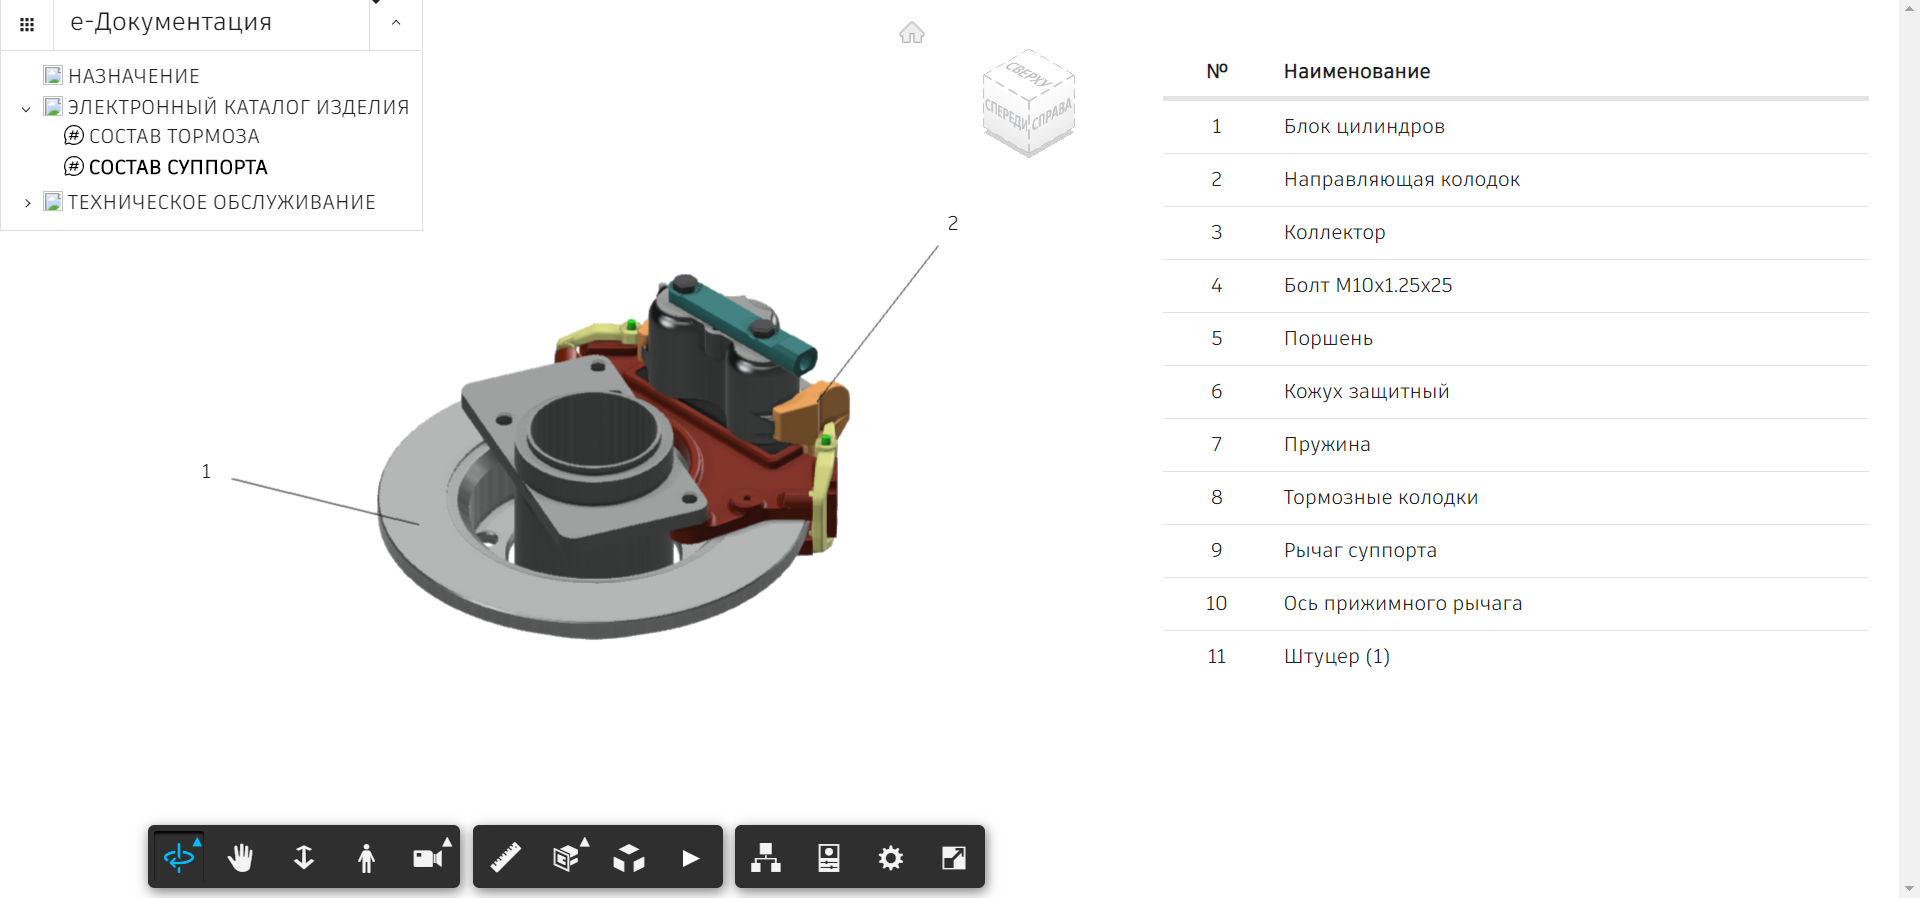 е-Документация
НАЗНАЧЕНИЕ
ЭЛЕКТРОННЫЙ КАТАЛОГ ИЗДЕЛИЯ
СОСТАВ ТОРМОЗА
СОСТАВ СУППОРТА
ТЕХНИЧЕСКОЕ ОБСЛУЖИВАНИЕ
СВЕРХУ
СПЕРЕДИ
СПРАВА
1
2
№ Наименование
1 Блок цилиндров
2 Направляющая колодок
3 Коллектор
4 Болт М10х1.25х25
5 Поршень
6 Кожух защитный
7 Пружина
8 Тормозные колодки
9 Рычаг суппорта
10 Ось прижимного рычага
11 Штуцер (1)